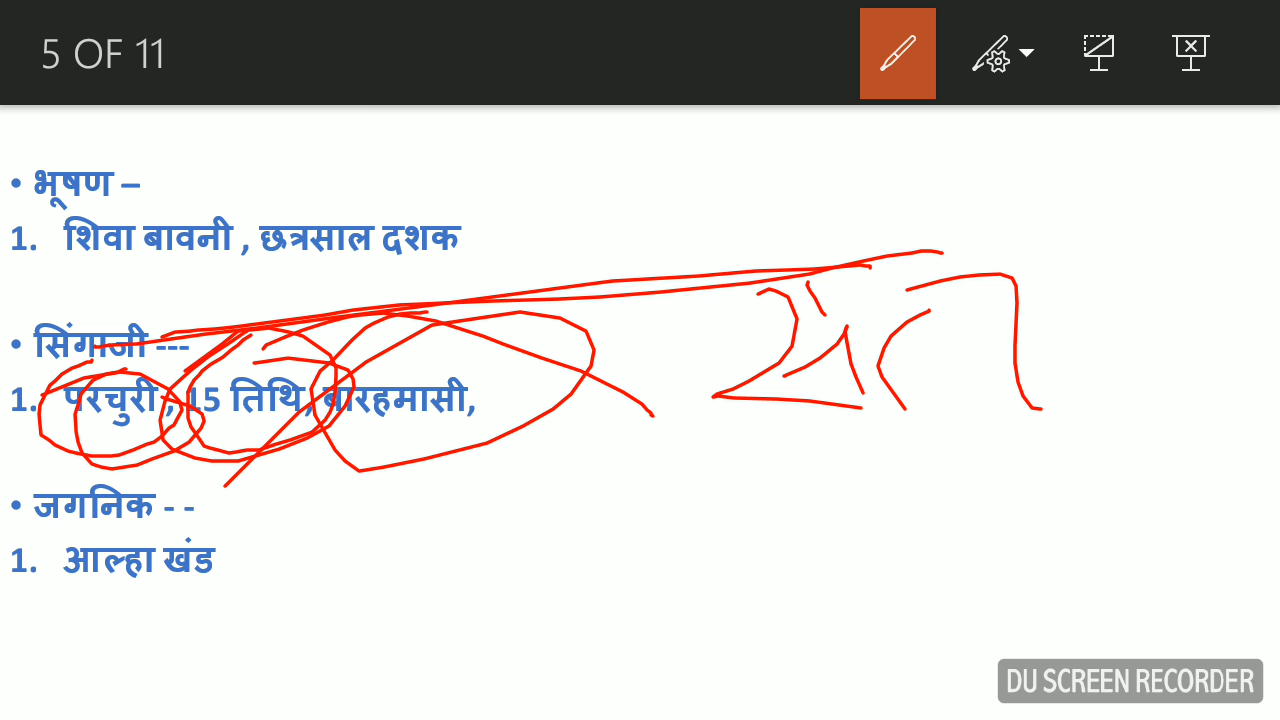 5 OF 11
• भूषण –
1. शिवा बावनी , छत्रसाल दशक
• सिंगाजी ---
1. परचुरी , 15 तिथि, बारहमासी,
• जगनिक - -
1. आल्हा खंड
DU SCREEN RECORDER